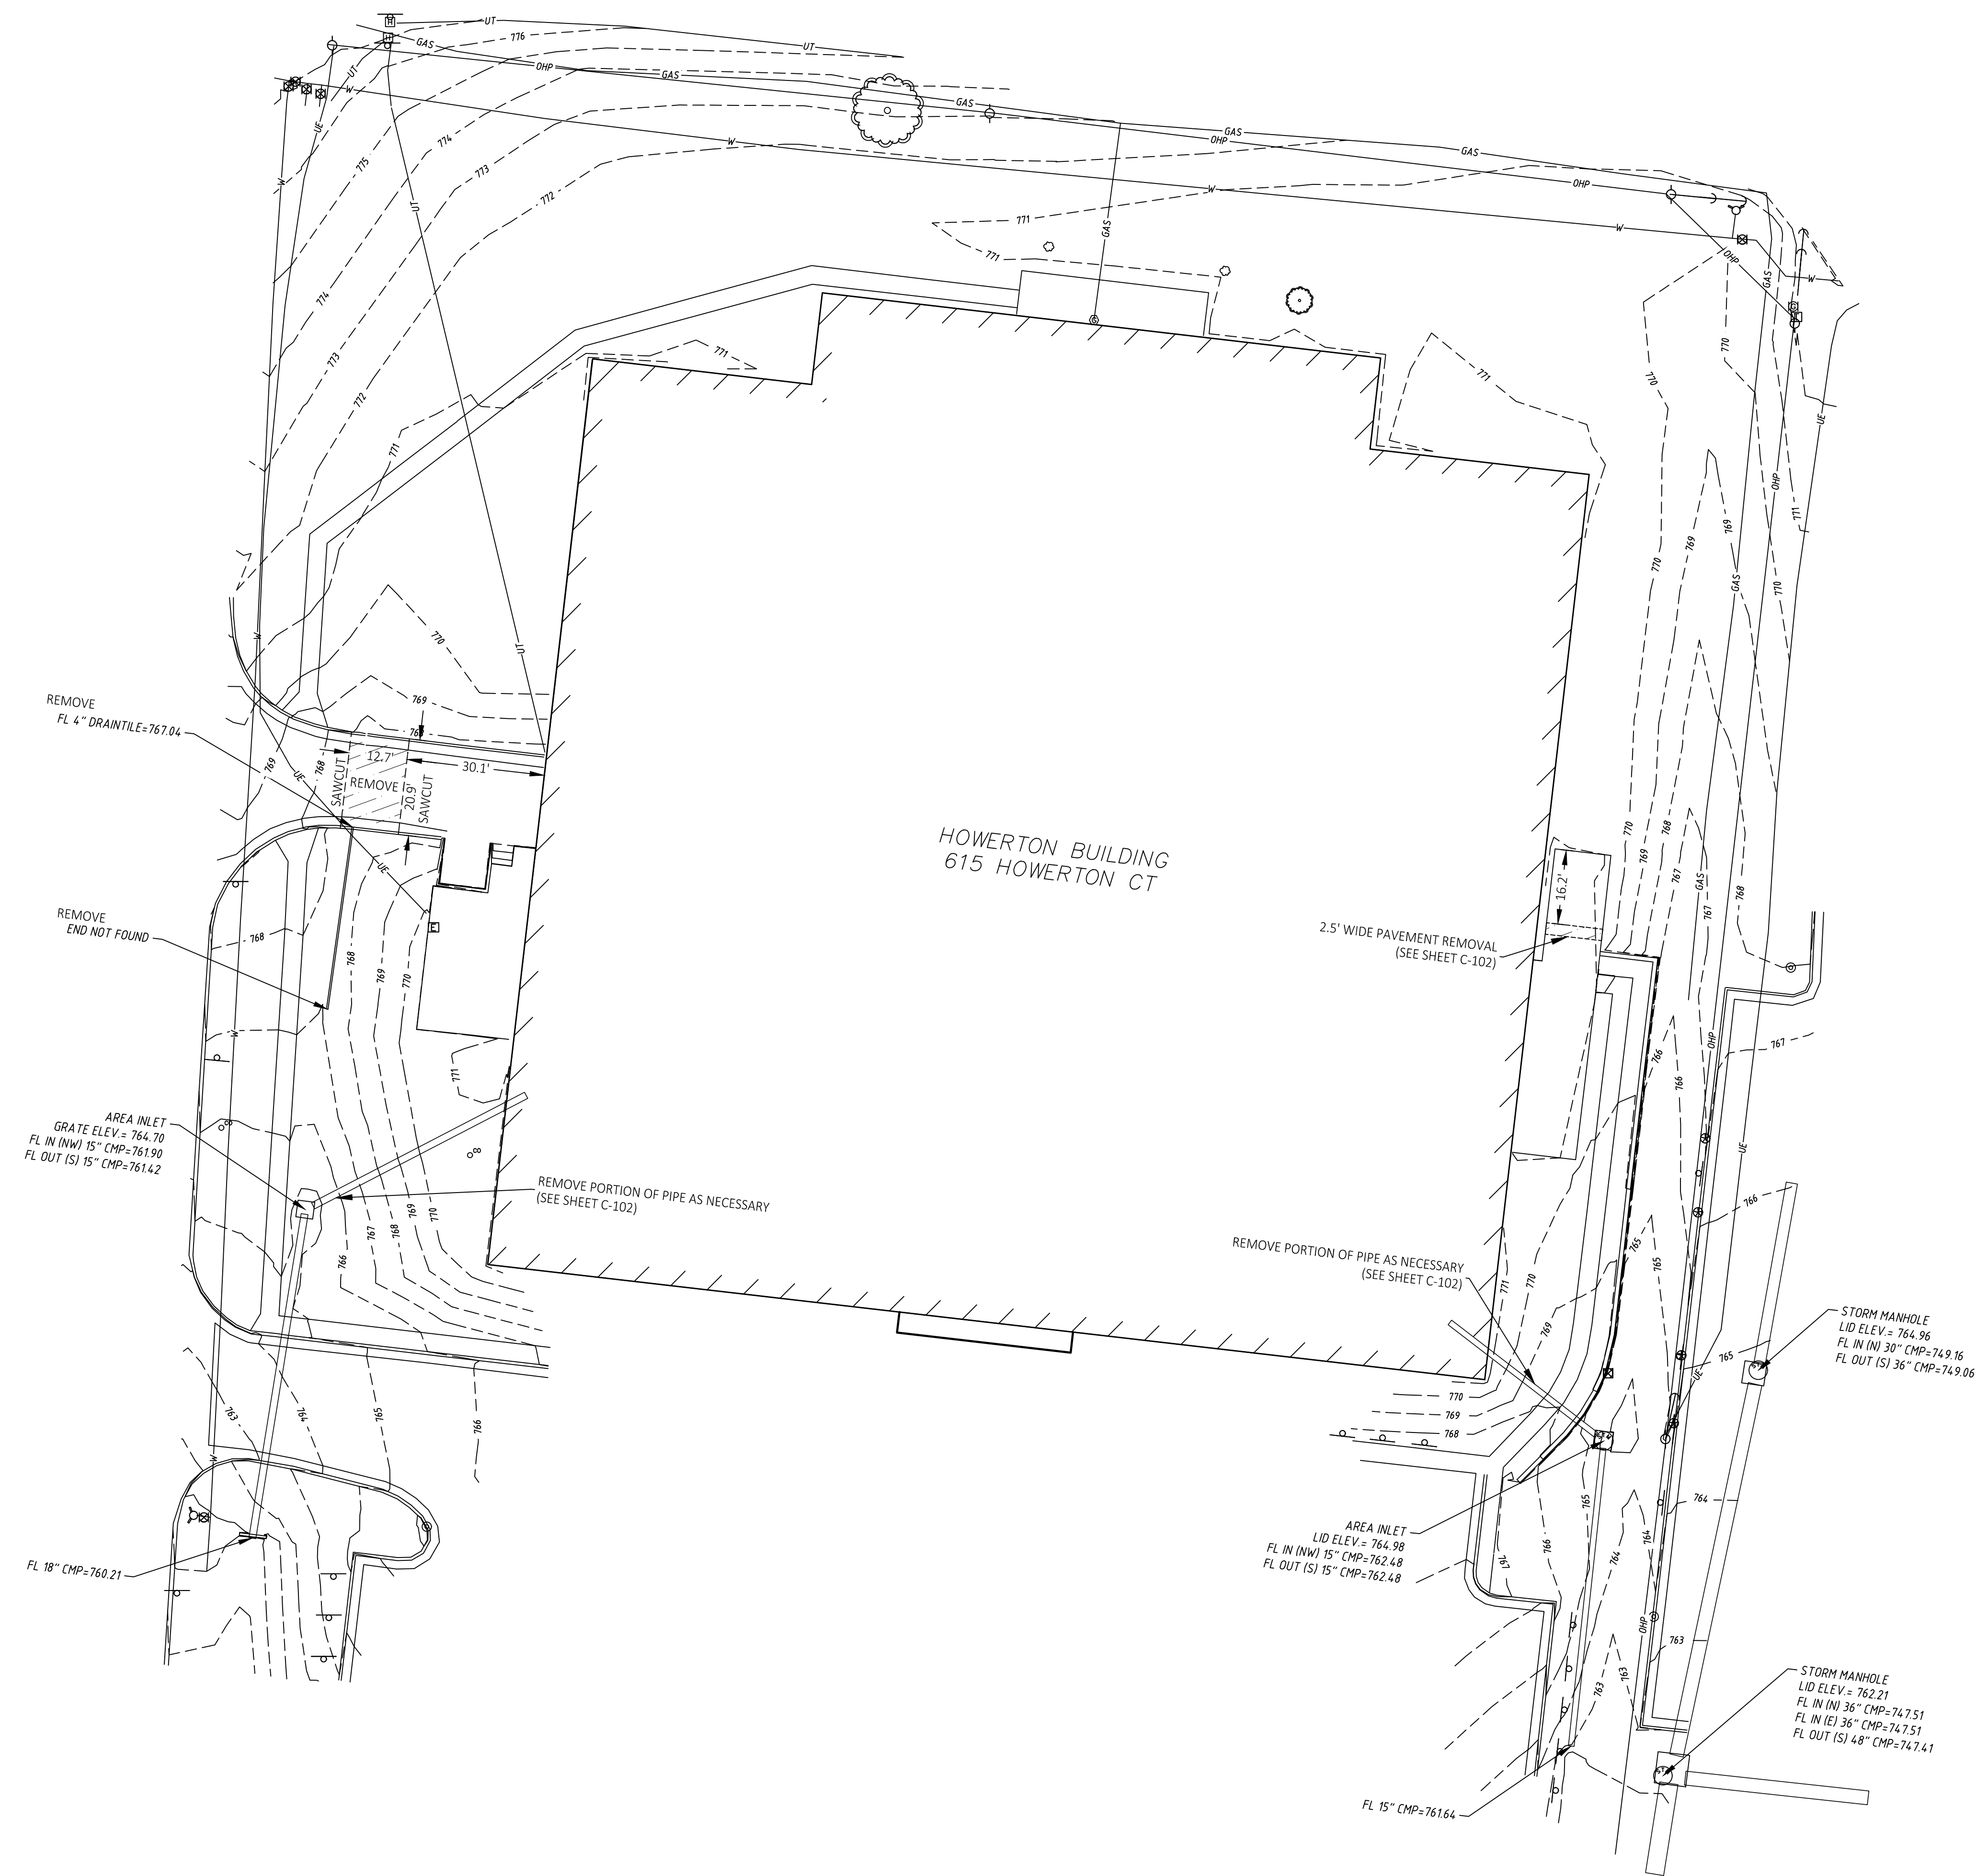 UT
UT
776
GAS
OHP
GAS
UT
W
GAS
GAS
OHP
GAS
UE
774
775
773
W
772
OHP
W
W
UT
771
GAS
W
771
OHP
W
GAS
774
773
772
771
771
770
770
771
UE
OHP
769
771
769
770
GAS
770
770
UT
W
769
REMOVE
FL 4" DRAINTILE=767.04
769
768
UE
SAWCUT
12.7'
REMOVE
30.1'
20.9'
SAWCUT
UE
768
768
769
770
REMOVE
END NOT FOUND
W
HOWERTON BUILDING
615 HOWERTON CT
16.2'
2.5' WIDE PAVEMENT REMOVAL
(SEE SHEET C-102)
770
769
768
767
GAS
767
768
766
766
OHP
767
771
AREA INLET
GRATE ELEV.= 764.70
FL IN (NW) 15" CMP=761.90
FL OUT (S) 15" CMP=761.42
REMOVE PORTION OF PIPE AS NECESSARY
(SEE SHEET C-102)
766
767
768
769
770
UE
766
765
765
REMOVE PORTION OF PIPE AS NECESSARY
(SEE SHEET C-102)
771
770
769
770
769
768
765
UE
STORM MANHOLE
LID ELEV.= 764.96
FL IN (N) 30" CMP=749.16
FL OUT (S) 36" CMP=749.06
763
764
765
766
W
FL 18" CMP=760.21
AREA INLET
LID ELEV.= 764.98
FL IN (NW) 15" CMP=762.48
FL OUT (S) 15" CMP=762.48
767
766
765
764
764
764
763
763
763
OHP
STORM MANHOLE
LID ELEV.= 762.21
FL IN (N) 36" CMP=747.51
FL IN (E) 36" CMP=747.51
FL OUT (S) 48" CMP=747.41
FL 15" CMP=761.64